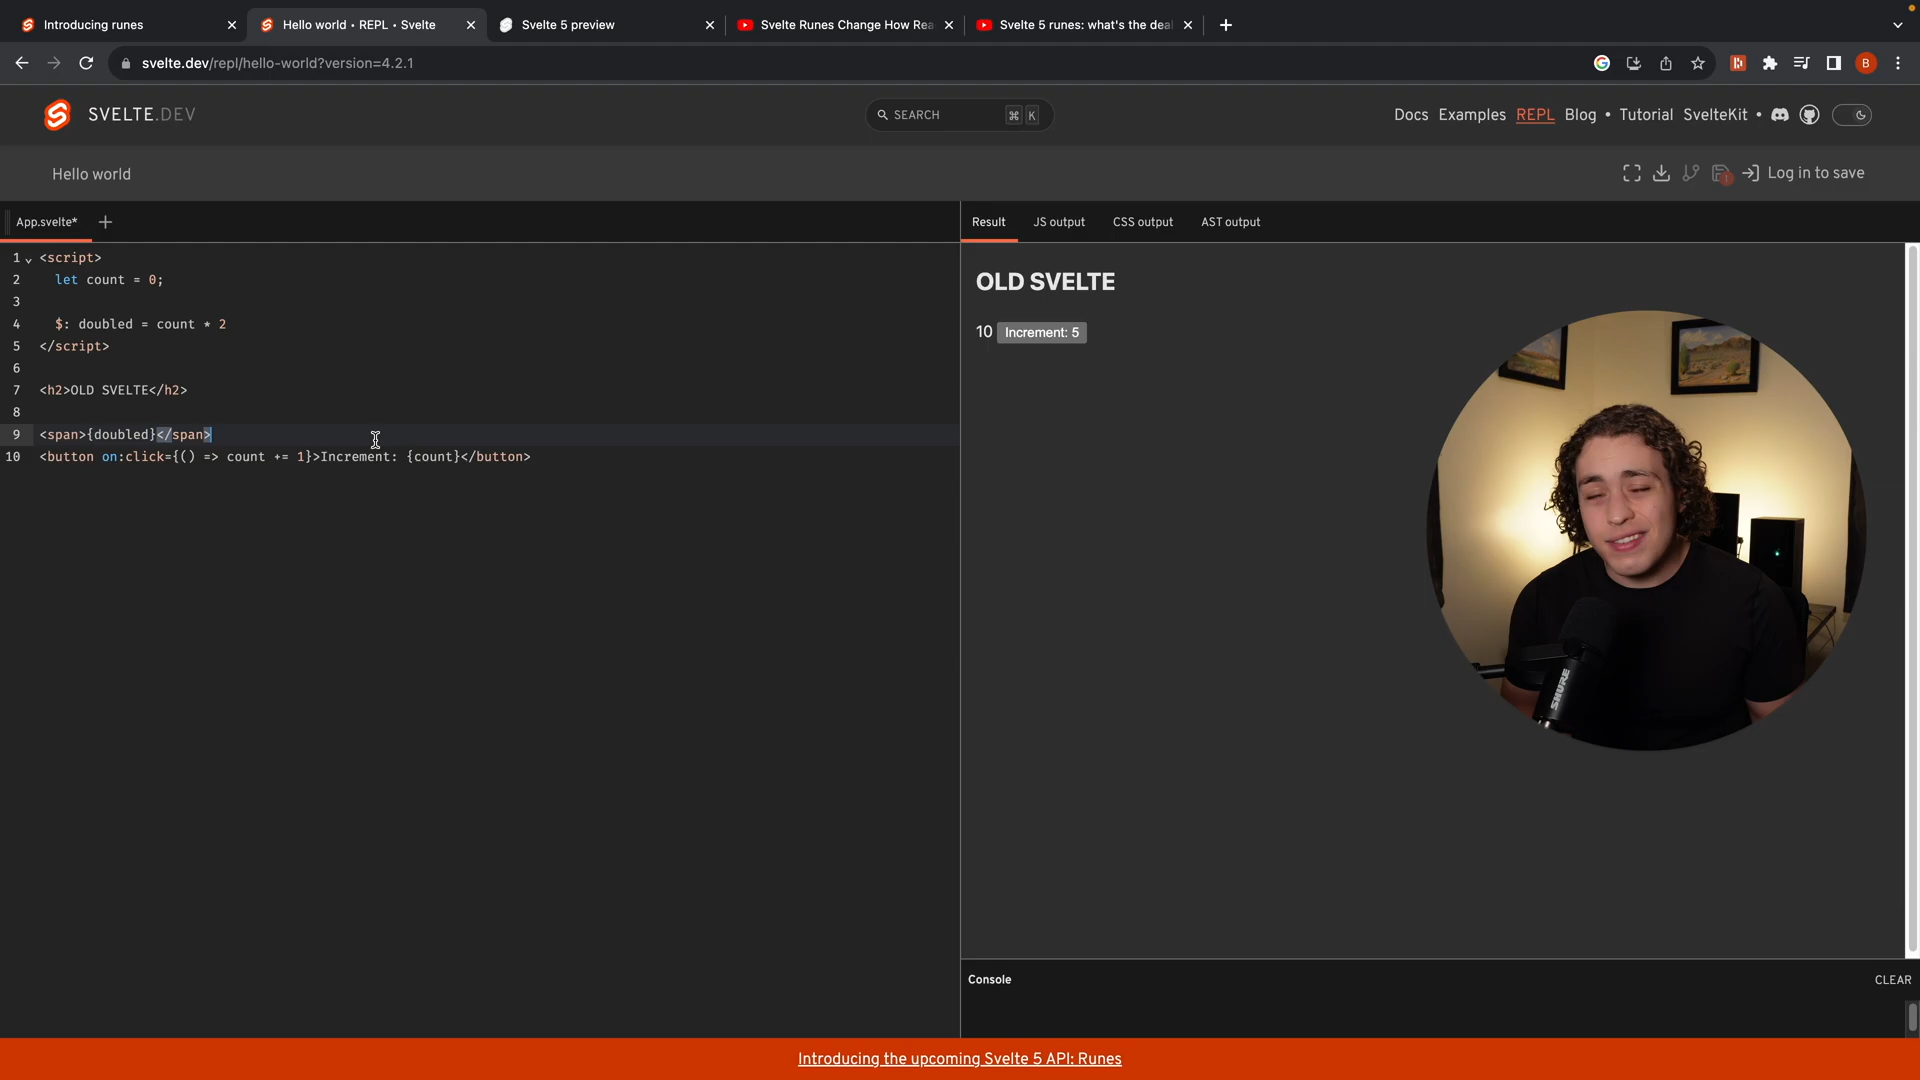 Introducing runes
Hello world • REPL • Svelte
Svelte 5 preview
Svelte Runes Change How Rea
Svelte 5 runes: what's the deal
svelte.dev/repl/hello-world?version=4.2.1
B
SVELTE.DEV
SEARCH ⌘ K
Docs Examples REPL Blog • Tutorial SvelteKit •
Hello world
1 Log in to save
App.svelte* +
Result JS output CSS output AST output
1 <script>
2 let count = 0;
3
4 $: doubled = count * 2
5 </script>
6
7 <h2>OLD SVELTE</h2>
8
9 <span>{doubled}</span>
10 <button on:click={() => count += 1}>Increment: {count}</button>
OLD SVELTE
10 Increment: 5
SHURE
Console CLEAR
Introducing the upcoming Svelte 5 API: Runes